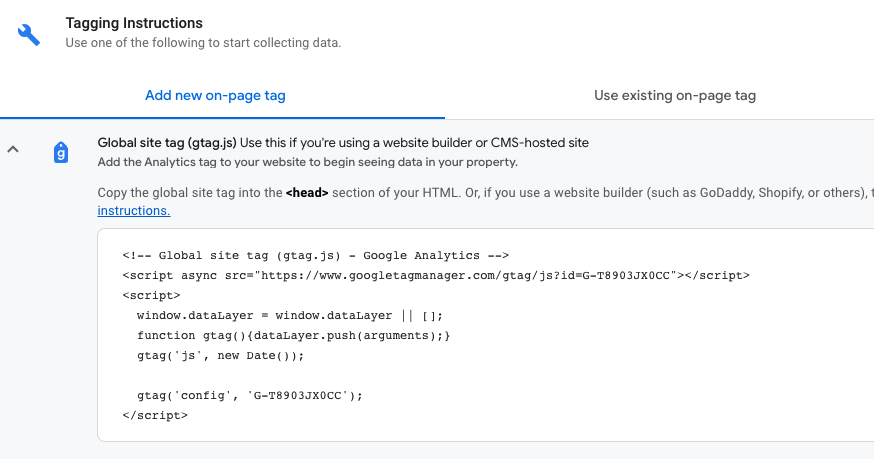 Tagging Instructions
Use one of the following to start collecting data.
Add new on-page tag
Use existing on-page tag
g
Global site tag (gtag.js) Use this if you're using a website builder or CMS-hosted site
Add the Analytics tag to your website to begin seeing data in your property.
Copy the global site tag into the <head> section of your HTML. Or, if you use a website builder (such as GoDaddy, Shopify, or others), t
instructions.
<!-- Global site tag (gtag.js) - Google Analytics -->
<script async src="https://www.googletagmanager.com/gtag/js?id=G-T8903JX0CC"></script>
<script>
window.dataLayer = window.dataLayer || [];
function gtag(){dataLayer.push(arguments);}
gtag('js', new Date());
gtag('config', 'G-T8903JX0CC');
</script>